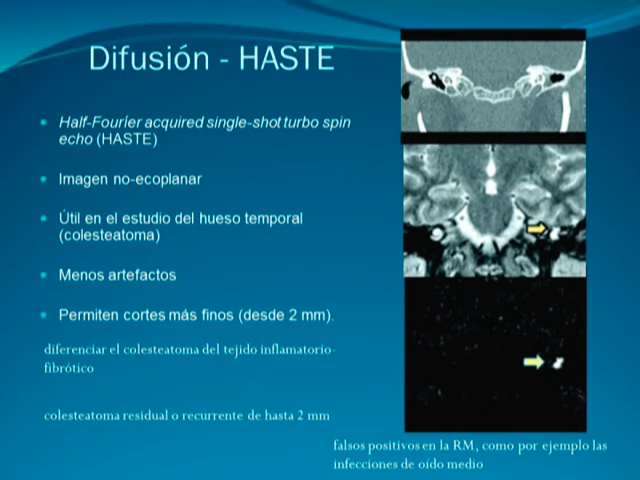 Difusión - HASTE
Half-Fourier acquired single-shot turbo spin
echo (HASTE)
Imagen no-ecoplanar
Útil en el estudio del hueso temporal
(colesteatoma)
Menos artefactos
Permiten cortes más finos (desde 2 mm).
diferenciar el colesteatoma del tejido inflamatorio-
fibrótico
colesteatoma residual o recurrente de hasta 2 mm
falsos positivos en la RM, como por ejemplo las
infecciones de oído medio